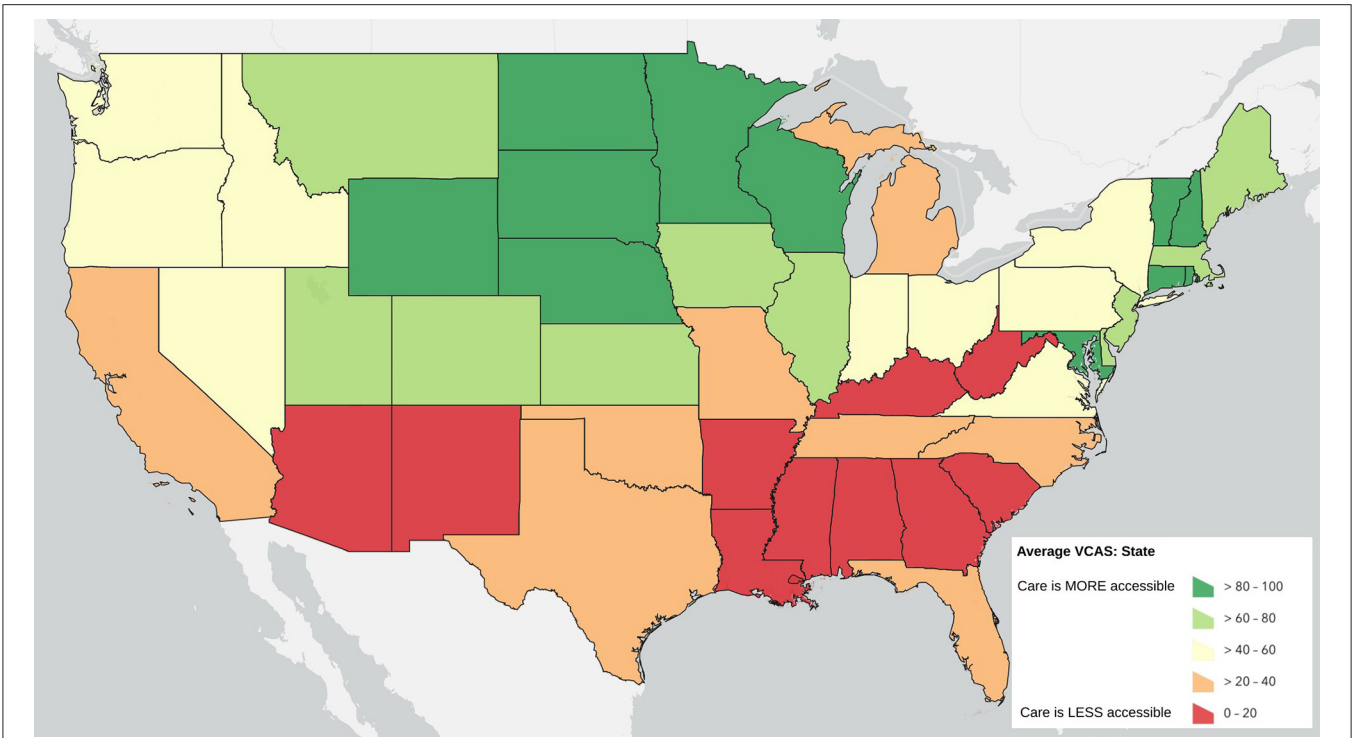 Average VCAS: State
Care is MORE accessible > 80 - 100
> 60 - 80
> 40 - 60
> 20 - 40
Care is LESS accessible 0 - 20